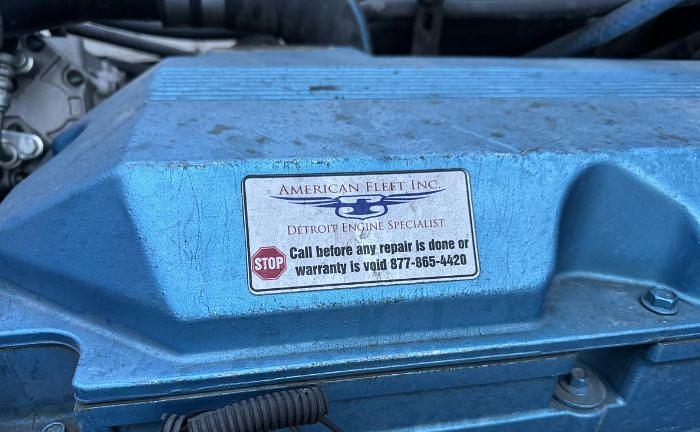 AMERICAN FLEET INC.
DETROIT ENGINE SPECIALIST
STOP
Call before any repair is done or
warranty is void 877-865-4420